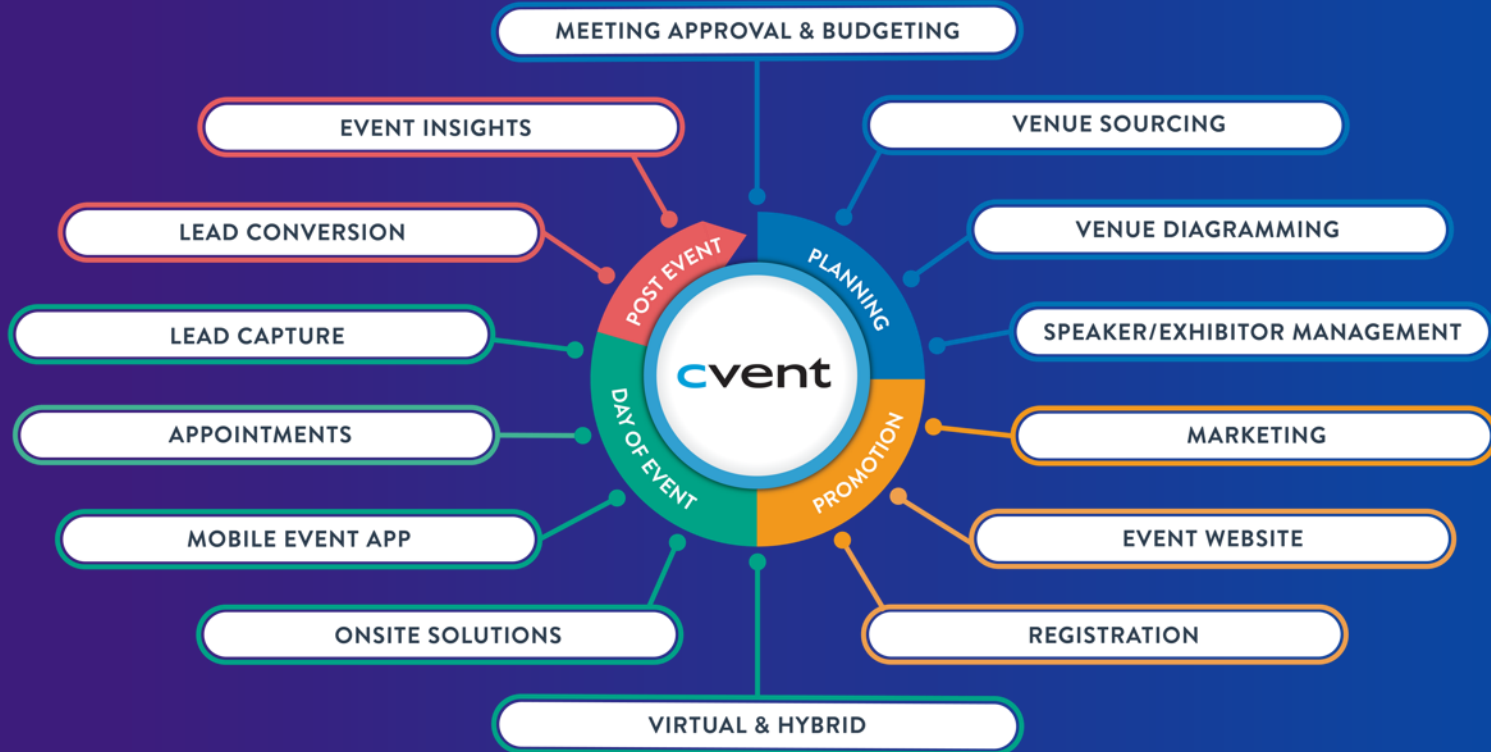 MEETING APPROVAL & BUDGETING
EVENT INSIGHTS
VENUE SOURCING
LEAD CONVERSION
VENUE DIAGRAMMING
POST EVENT
PLANNING
LEAD CAPTURE
SPEAKER/EXHIBITOR MANAGEMENT
cvent
APPOINTMENTS
DAY OF EVENT
PROMOTION
MARKETING
MOBILE EVENT APP
EVENT WEBSITE
ONSITE SOLUTIONS
REGISTRATION
VIRTUAL & HYBRID